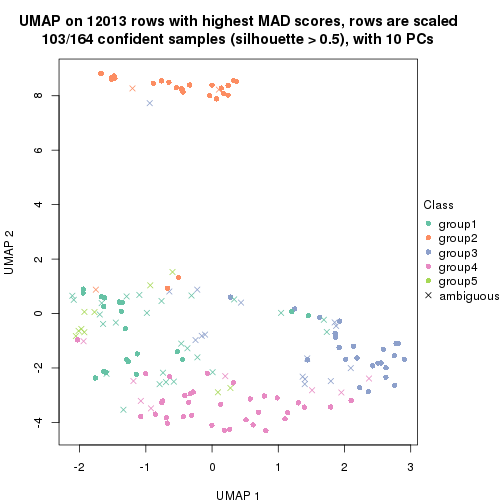 UMAP on 12013 rows with highest MAD scores, rows are scaled
103/164 confident samples (silhouette > 0.5), with 10 PCs
8
6
4
2
0
-2
-4
UMAP 2
-2
-1
0
1
2
3
UMAP 1
Class
group1
group2
group3
group4
group5
ambiguous